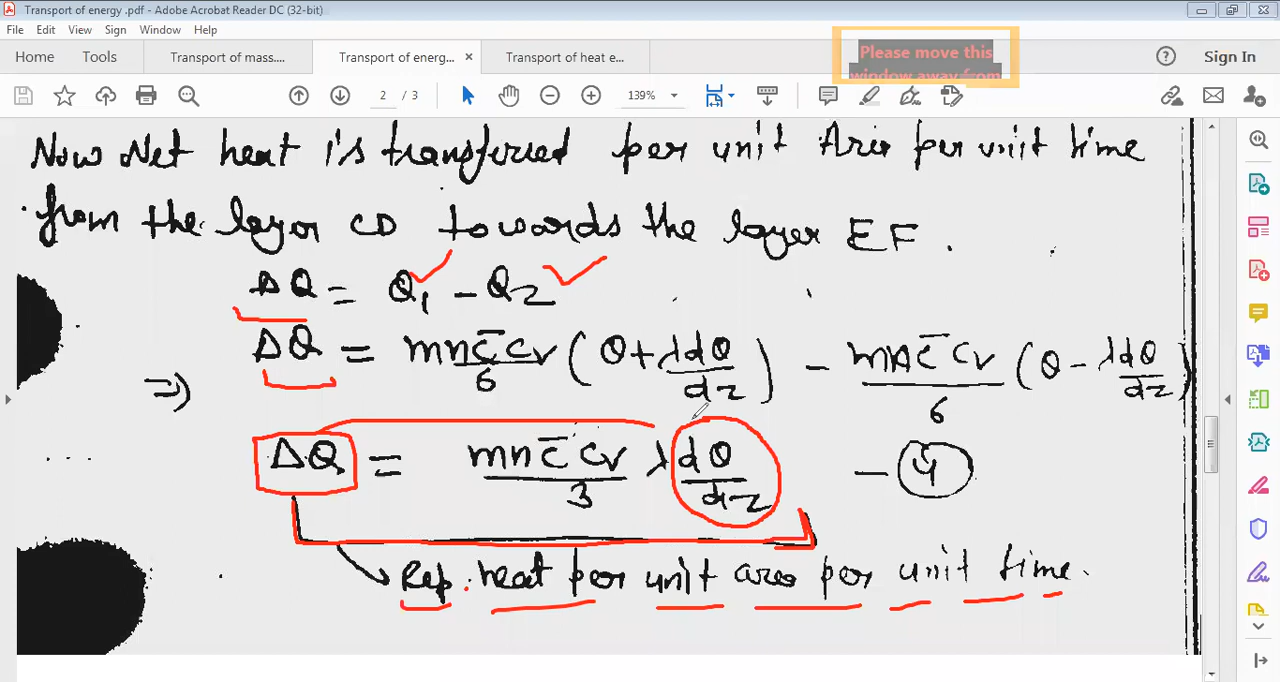 Transport of energy .pdf - Adobe Acrobat Reader DC (32-bit)
File Edit View Sign Window Help
Home Tools Transport of mass.... Transport of energ... × Transport of heat e... Sign In
Please move this
window away from
2 / 3 139%
Now Net heat is transferred per unit Area per unit time
from the layer CD towards the layer EF.
ΔQ = Q1 - Q2
ΔQ = mnC̅Cv/6 (θ + λdθ/dz) - mnC̅Cv/6 (θ - λdθ/dz)
⇒
ΔQ = mnC̅Cv/3 λ dθ/dz - 4
Rep. heat per unit area per unit time.